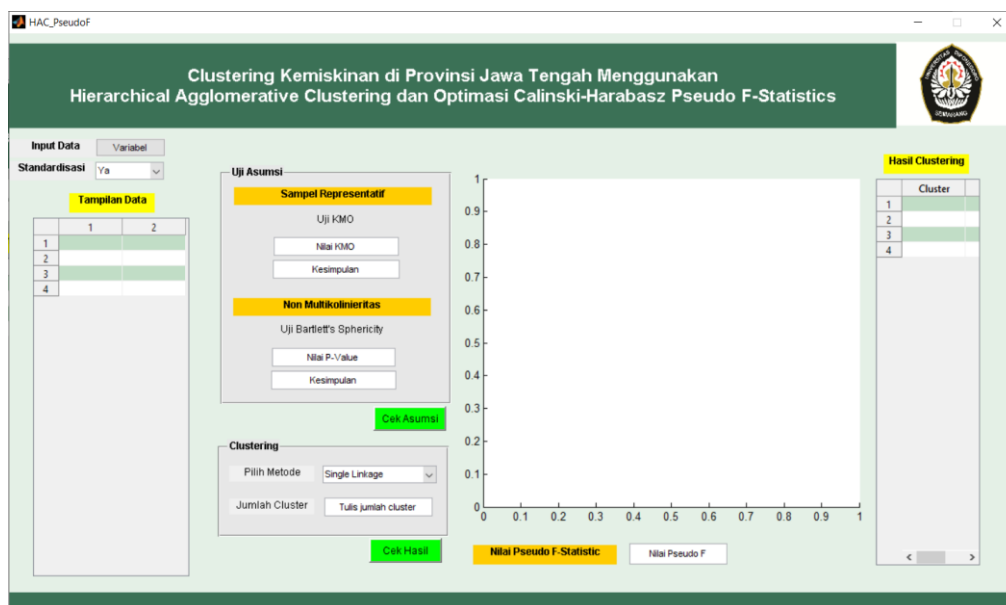 HAC_PseudoF
Clustering Kemiskinan di Provinsi Jawa Tengah Menggunakan
Hierarchical Agglomerative Clustering dan Optimasi Calinski-Harabasz Pseudo F-Statistics
SEMARANG
Input Data
Variabel
Standardisasi
Ya
Tampilan Data
1 2
1
2
3
4
Uji Asumsi
Sampel Representatif
Uji KMO
Nilai KMO
Kesimpulan
Non Multikolinieritas
Uji Bartlett's Sphericity
Nilai P-Value
Kesimpulan
Cek Asumsi
Clustering
Pilih Metode
Single Linkage
Jumlah Cluster
Tulis jumlah cluster
Cek Hasil
1
0.9
0.8
0.7
0.6
0.5
0.4
0.3
0.2
0.1
0
0 0.1 0.2 0.3 0.4 0.5 0.6 0.7 0.8 0.9 1
Nilai Pseudo F-Statistic
Nilai Pseudo F
Hasil Clustering
Cluster
1
2
3
4